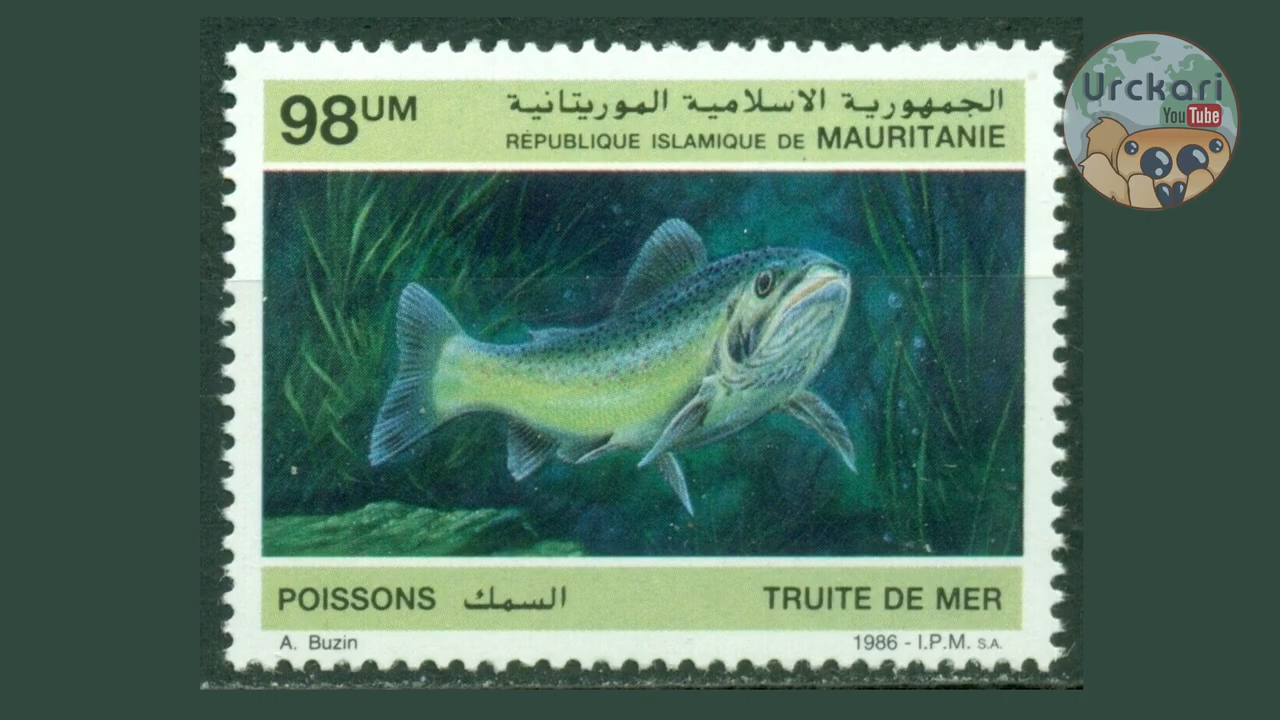 98UM
الجمهورية الاسلامية الموريتانية
RÉPUBLIQUE ISLAMIQUE DE MAURITANIE
Urckari
YouTube
POISSONS السمك TRUITE DE MER
A. Buzin 1986 - I.P.M. S.A.